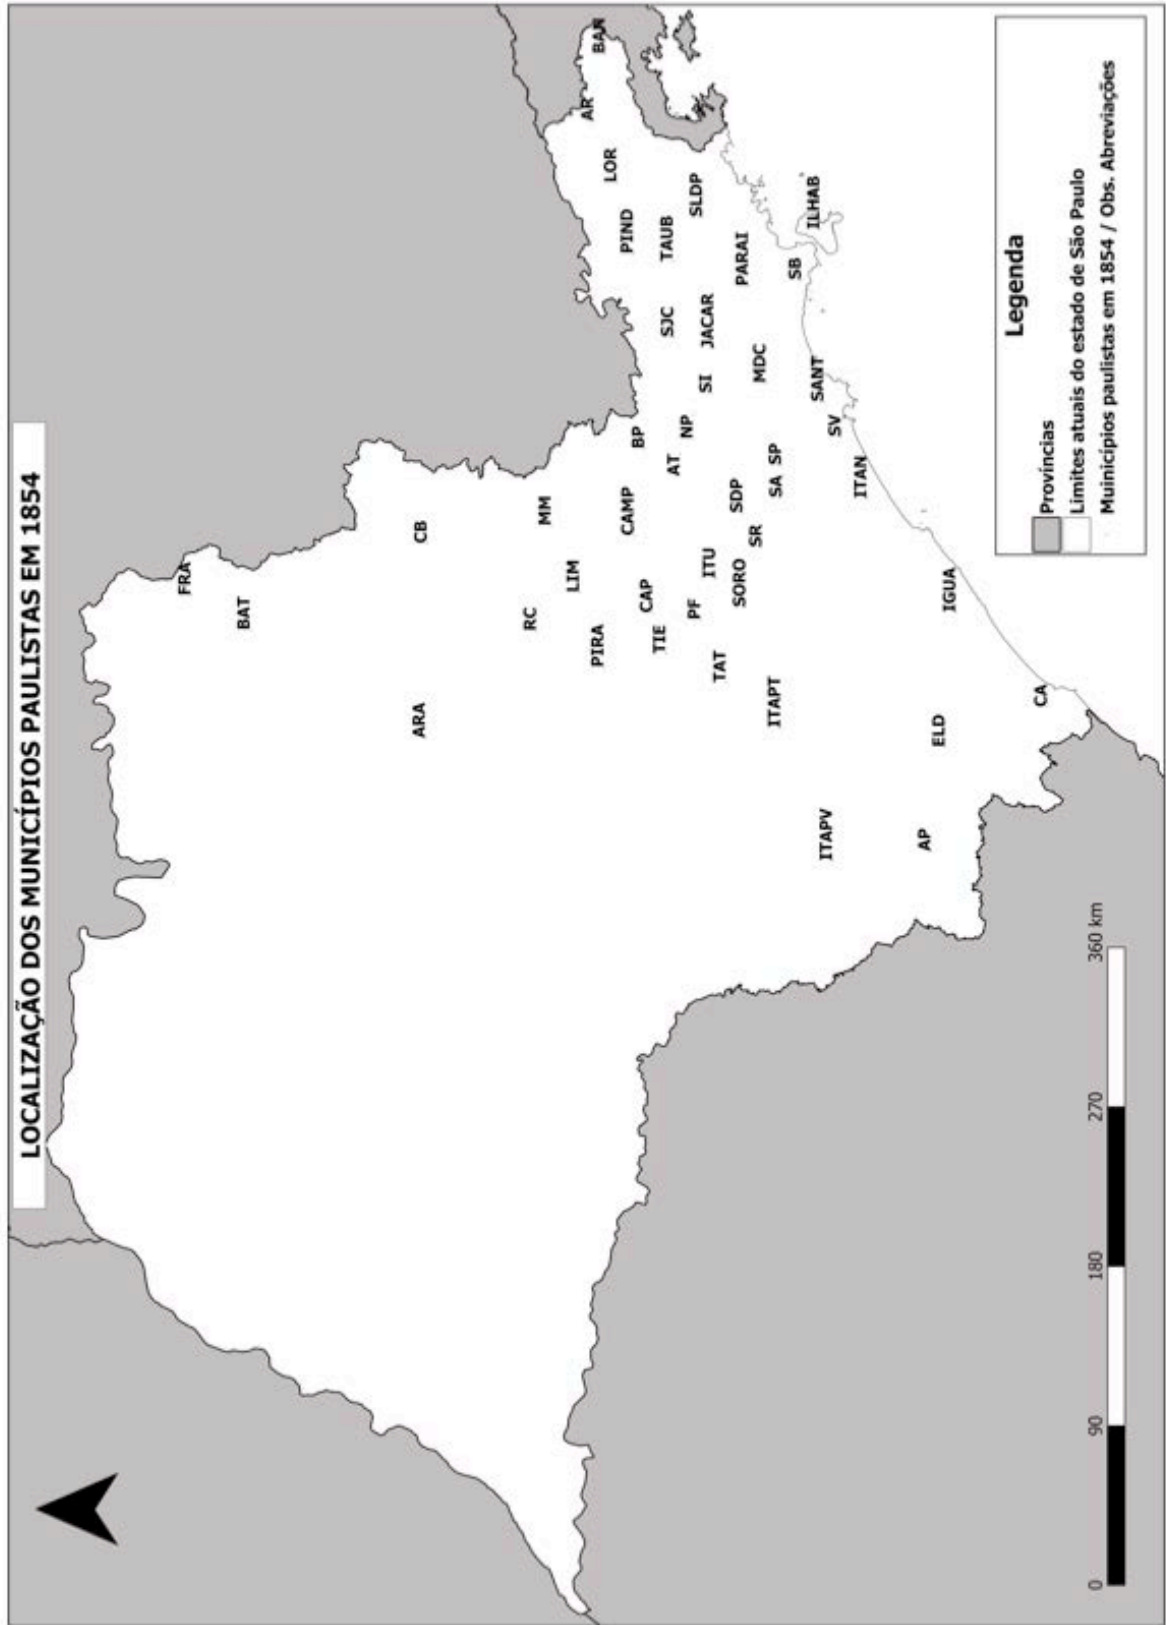 LOCALIZAÇÃO DOS MUNICÍPIOS PAULISTAS EM 1854
FRA
BAT
ARA
CB
RC
MM
LIM
AR
PIRA
BAN
LOR
CAMP
PIND
BP
CAP
TIE
SJC
TAUB
AT
NP
PF
SLDP
SI
JACAR
ITU
TAT
SDP
SORO
PARAI
SR
MDC
ITAPT
SA
SP
SB
ILHAB
SANT
ITAPV
SV
ITAN
AP
ELD
IGUA
CA
Legenda
Províncias
Limites atuais do estado de São Paulo
Muinicípios paulistas em 1854 / Obs. Abreviações
0 90 180 270 360 km